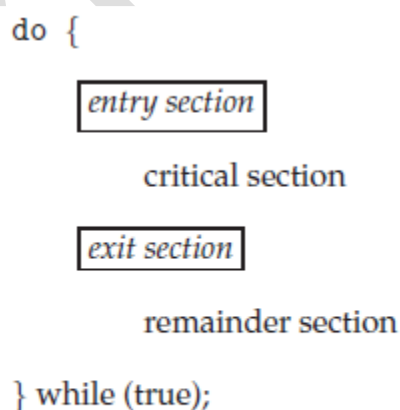 do {
entry section
critical section
exit section
remainder section
} while (true);